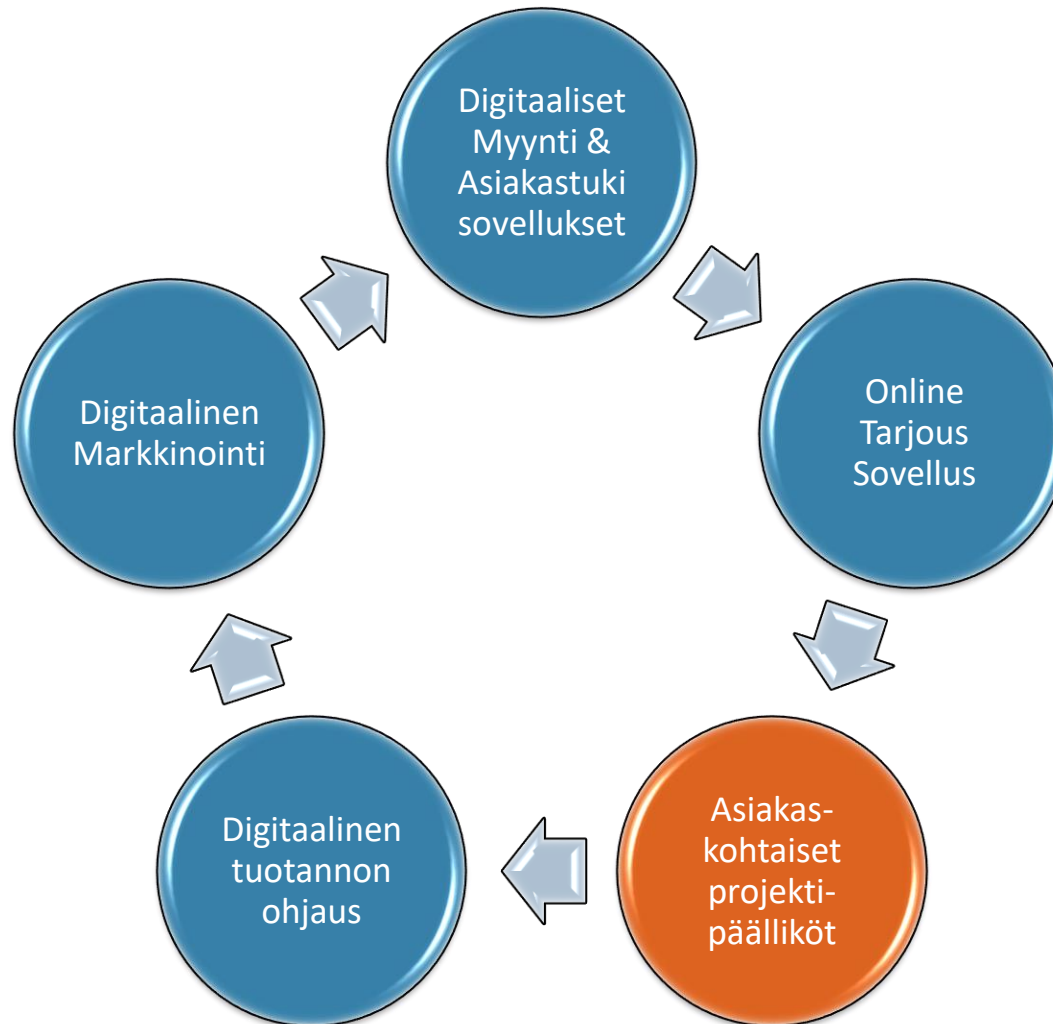 Digitaaliset
Myynti &
Asiakastuki
sovellukset
Digitaalinen
Markkinointi
Online
Tarjous
Sovellus
Digitaalinen
tuotannon
ohjaus
Asiakas-
kohtaiset
projekti-
päälliköt